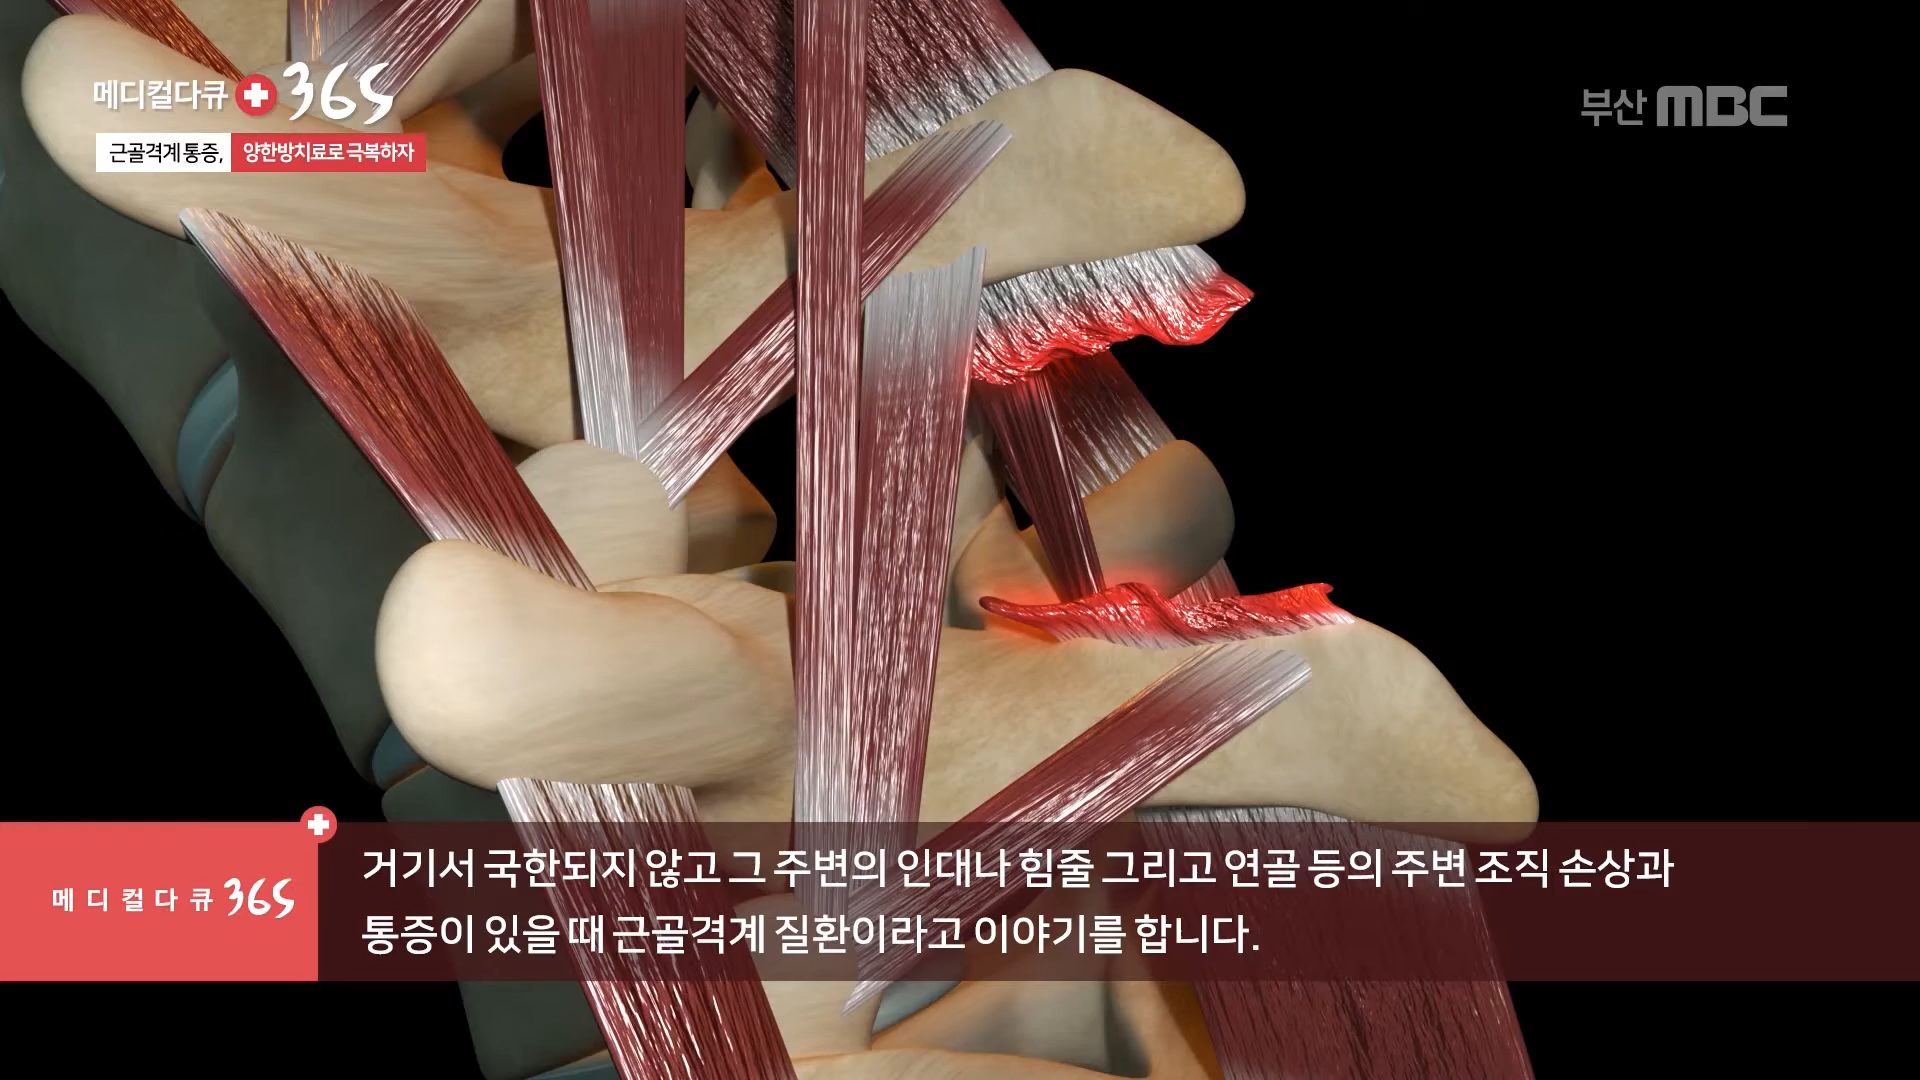 메디컬다큐 365
부산 MBC
근골격계 통증, 양한방치료로 극복하자
거기서 국한되지 않고 그 주변의 인대나 힘줄 그리고 연골 등의 주변 조직 손상과
메디컬다큐 365
통증이 있을 때 근골격계 질환이라고 이야기를 합니다.